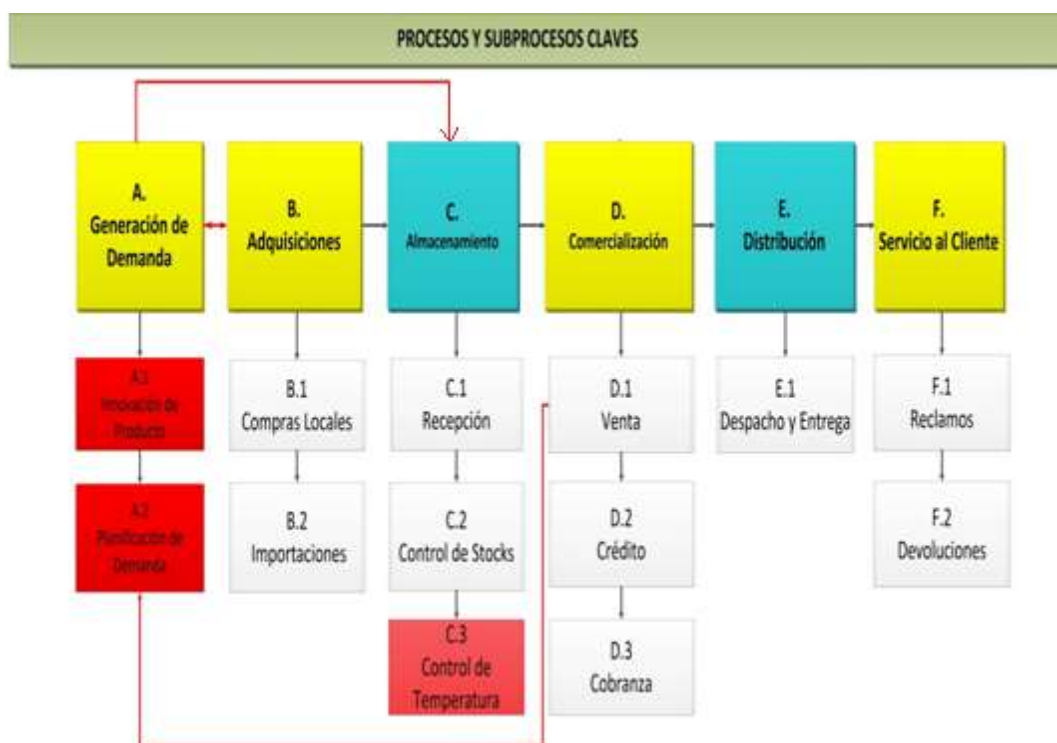 PROCESOS Y SUBPROCESOS CLAVES
A.
Generación de
Demanda
B.
Adquisiciones
C.
Almacenamiento
D.
Comercialización
E.
Distribución
F.
Servicio al Cliente
A.1
Innovación de
Producto
B.1
Compras Locales
C.1
Recepción
D.1
Venta
E.1
Despacho y Entrega
F.1
Reclamos
A.2
Planificación de
Demanda
B.2
Importaciones
C.2
Control de Stocks
D.2
Crédito
F.2
Devoluciones
C.3
Control de
Temperatura
D.3
Cobranza